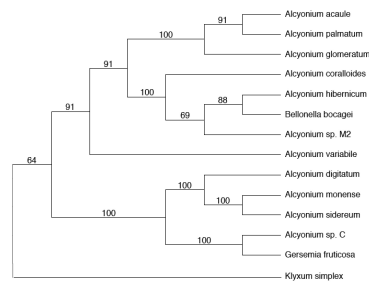 91
Alcyonium acaule
100
Alcyonium palmatum
Alcyonium glomeratum
91
Alcyonium coralloides
100
88
Alcyonium hibernicum
91
69
Bellonella bocagei
Alcyonium sp. M2
64
Alcyonium variabile
100
Alcyonium digitatum
100
Alcyonium monense
100
Alcyonium sidereum
100
Alcyonium sp. C
Gersemia fruticosa
Klyxum simplex